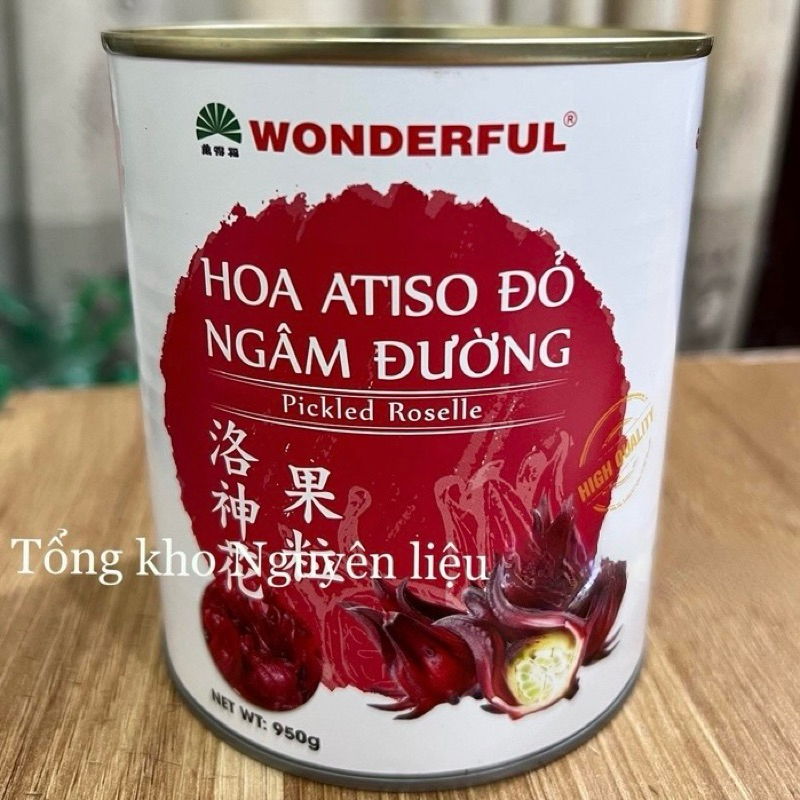 WONDERFUL®
萬得福
HOA ATISO ĐỎ
NGÂM ĐƯỜNG
Pickled Roselle
洛神花
果粒
HIGH QUALITY
Tổng kho Nguyên liệu
NET WT: 950g